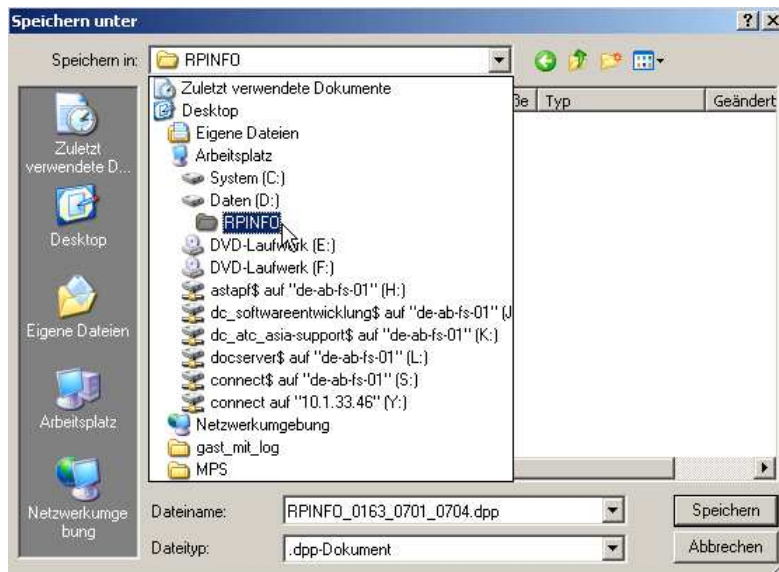 Speichern unter
Speichern in:
RPINFO
Zuletzt verwendete Dokumente
Desktop
Eigene Dateien
Arbeitsplatz
System (C:)
Daten (D:)
RPINFO
DVD-Laufwerk (E:)
DVD-Laufwerk (F:)
astapf$ auf "de-ab-fs-01" (H:)
dc_softwareentwicklung$ auf "de-ab-fs-01" (J
dc_atc_asia-support$ auf "de-ab-fs-01" (K:)
docserver$ auf "de-ab-fs-01" (L:)
connect$ auf "de-ab-fs-01" (S:)
connect auf "10.1.33.46" (Y:)
Netzwerkumgebung
gast_mit_log
MPS
Typ
Geändert
Zuletzt
verwendete D...
Desktop
Eigene Dateien
Arbeitsplatz
Netzwerkumge
bung
Dateiname:
RPINFO_0163_0701_0704.dpp
Speichern
Dateityp:
.dpp-Dokument
Abbrechen